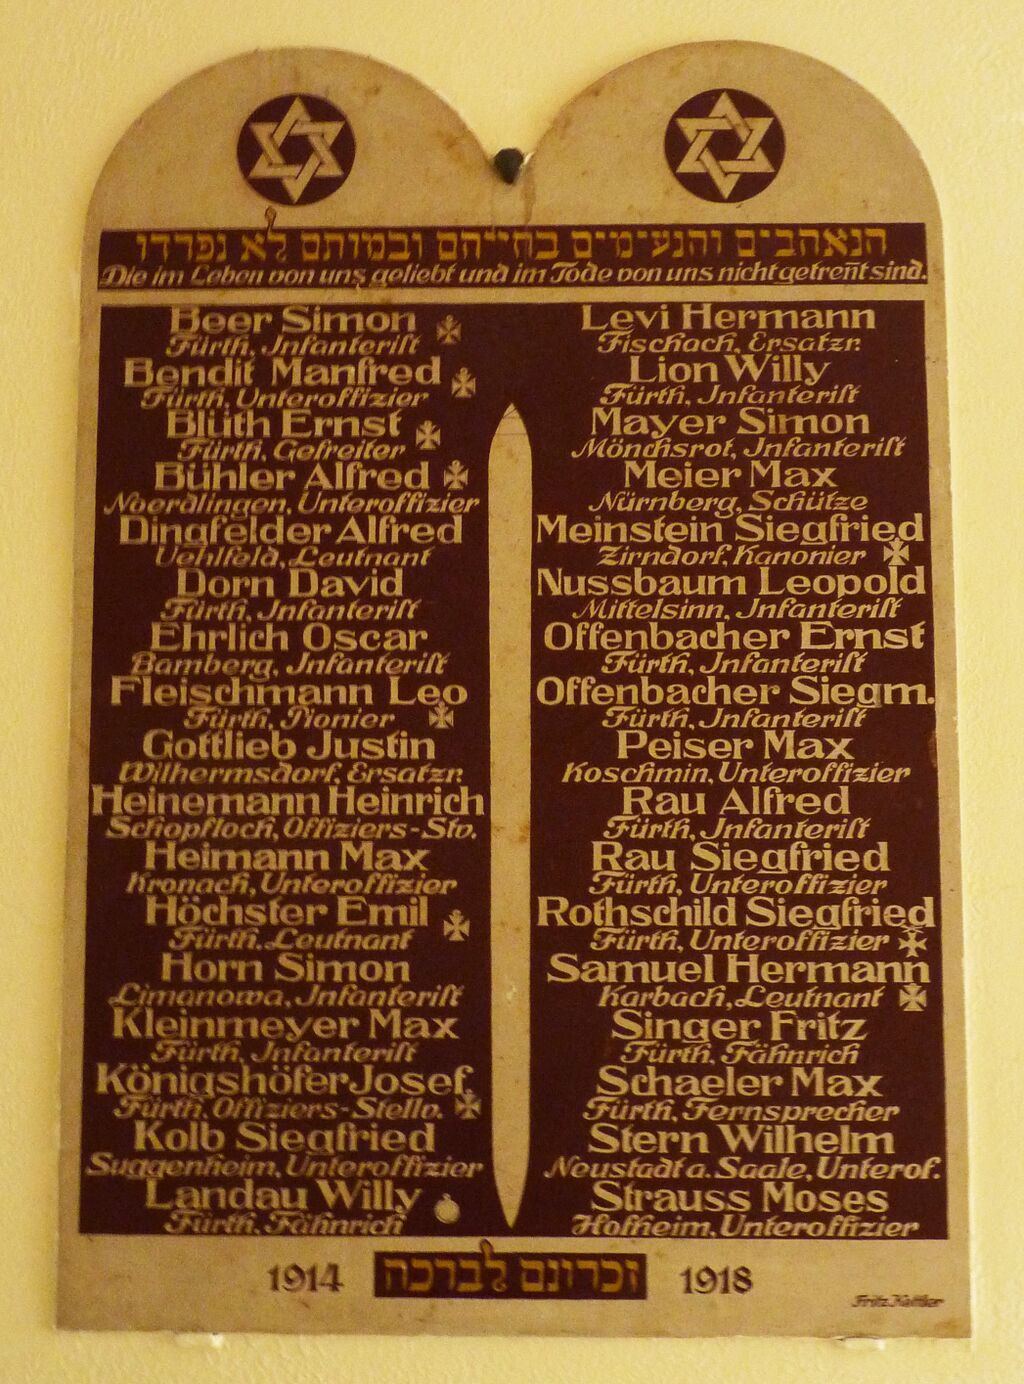 הנאהבים והנעימים בחייהם ובמותם לא נפרדו
Die im Leben von uns geliebt und im Tode von uns nicht getrennt sind.
Beer Simon
Fürth, Infanterist
Bendit Manfred
Fürth, Unteroffizier
Blüth Ernst
Fürth, Gefreiter
Bühler Alfred
Noerdlingen, Unteroffizier
Dingfelder Alfred
Uehlfeld, Leutnant
Dorn David
Fürth, Infanterist
Ehrlich Oscar
Bamberg, Infanterist
Fleischmann Leo
Fürth, Pionier
Gottlieb Justin
Wilhermsdorf, Ersatzr.
Heinemann Heinrich
Schopfloch, Offiziers-Stv.
Heimann Max
Kronach, Unteroffizier
Höchster Emil
Fürth, Leutnant
Horn Simon
Limanowa, Infanterist
Kleinmeyer Max
Fürth, Infanterist
Königshöfer Josef,
Fürth, Offiziers-Stellv.
Kolb Siegfried
Suggenheim, Unteroffizier
Landau Willy
Fürth, Fähnrich
Levi Hermann
Fischach, Ersatzr.
Lion Willy
Fürth, Infanterist
Mayer Simon
Mönchsrot, Infanterist
Meier Max
Nürnberg, Schütze
Meinstein Siegfried
Zirndorf, Kanonier
Nussbaum Leopold
Mittelsinn, Infanterist
Offenbacher Ernst
Fürth, Infanterist
Offenbacher Siegm.
Fürth, Infanterist
Peiser Max
Koschmin, Unteroffizier
Rau Alfred
Fürth, Infanterist
Rau Siegfried
Fürth, Unteroffizier
Rothschild Siegfried
Fürth, Unteroffizier
Samuel Hermann
Karbach, Leutnant
Singer Fritz
Fürth, Fähnrich
Schaeler Max
Fürth, Fernsprecher
Stern Wilhelm
Neustadt a. Saale, Unterof.
Strauss Moses
Hofheim, Unteroffizier
1914 זכרונם לברכה 1918
Fritz